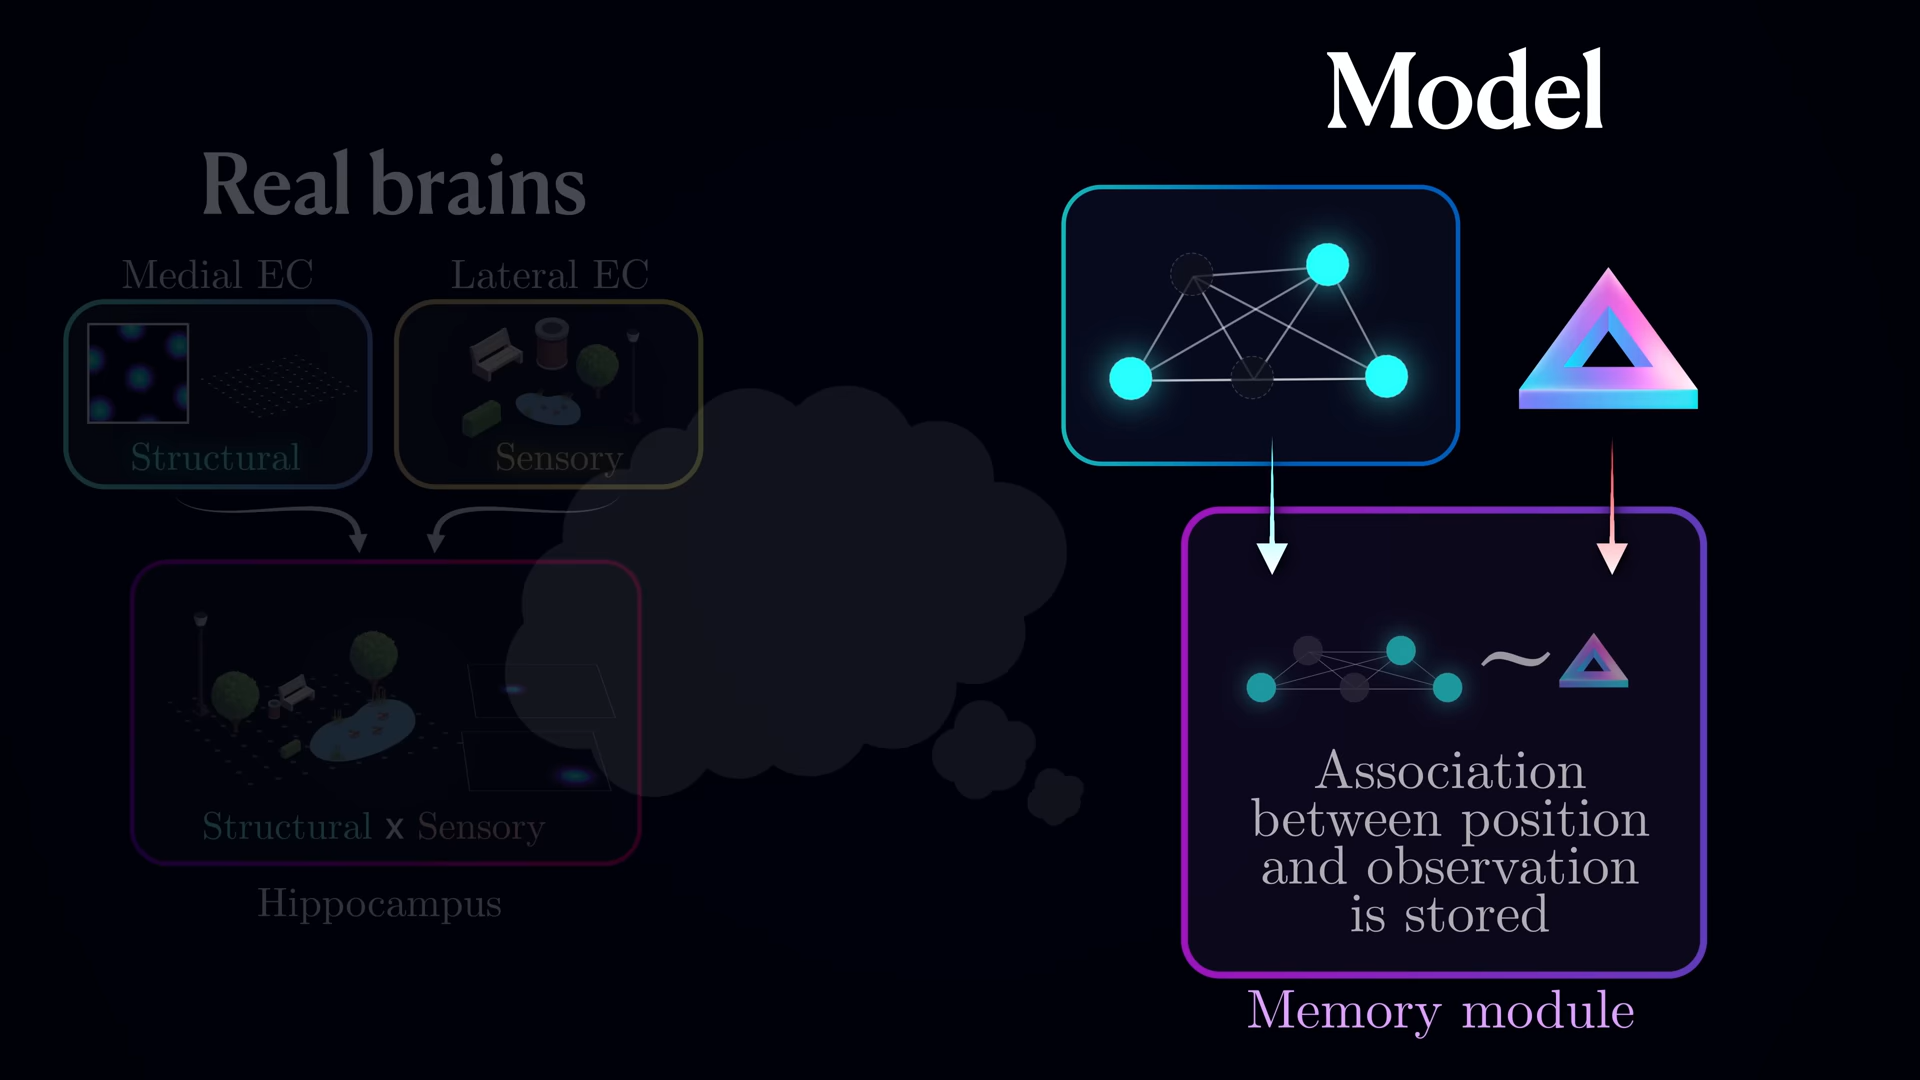 Real brains
Medial EC
Lateral EC
Structural
Sensory
Structural x Sensory
Hippocampus
Model
Association
between position
and observation
is stored
Memory module